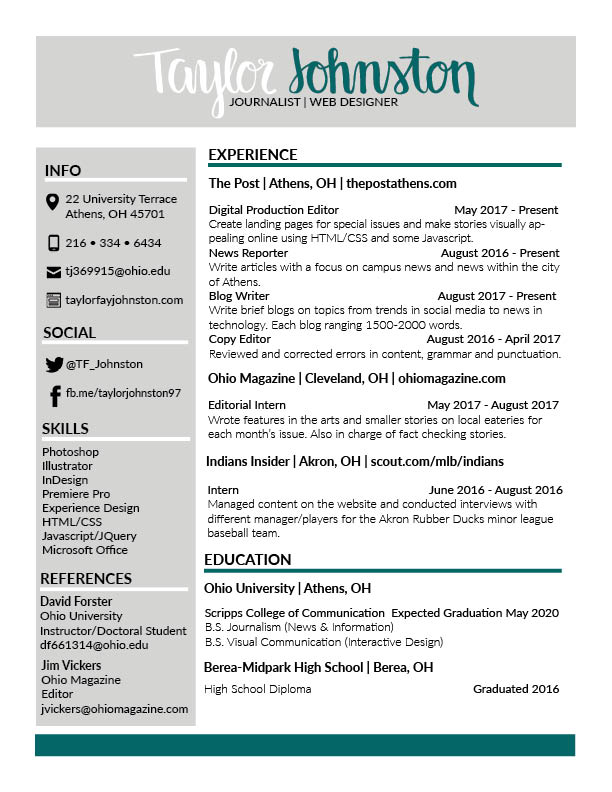 Taylor Johnston
JOURNALIST | WEB DESIGNER
INFO
22 University Terrace
Athens, OH 45701
216 • 334 • 6434
tj369915@ohio.edu
taylorfayjohnston.com
SOCIAL
@TF_Johnston
fb.me/taylorjohnston97
SKILLS
Photoshop
Illustrator
InDesign
Premiere Pro
Experience Design
HTML/CSS
Javascript/JQuery
Microsoft Office
REFERENCES
David Forster
Ohio University
Instructor/Doctoral Student
df661314@ohio.edu
Jim Vickers
Ohio Magazine
Editor
jvickers@ohiomagazine.com
EXPERIENCE
The Post | Athens, OH | thepostathens.com
Digital Production Editor May 2017 - Present
Create landing pages for special issues and make stories visually ap-
pealing online using HTML/CSS and some Javascript.
News Reporter August 2016 - Present
Write articles with a focus on campus news and news within the city
of Athens.
Blog Writer August 2017 - Present
Write brief blogs on topics from trends in social media to news in
technology. Each blog ranging 1500-2000 words.
Copy Editor August 2016 - April 2017
Reviewed and corrected errors in content, grammar and punctuation.
Ohio Magazine | Cleveland, OH | ohiomagazine.com
Editorial Intern May 2017 - August 2017
Wrote features in the arts and smaller stories on local eateries for
each month's issue. Also in charge of fact checking stories.
Indians Insider | Akron, OH | scout.com/mlb/indians
Intern June 2016 - August 2016
Managed content on the website and conducted interviews with
different manager/players for the Akron Rubber Ducks minor league
baseball team.
EDUCATION
Ohio University | Athens, OH
Scripps College of Communication Expected Graduation May 2020
B.S. Journalism (News & Information)
B.S. Visual Communication (Interactive Design)
Berea-Midpark High School | Berea, OH
High School Diploma Graduated 2016